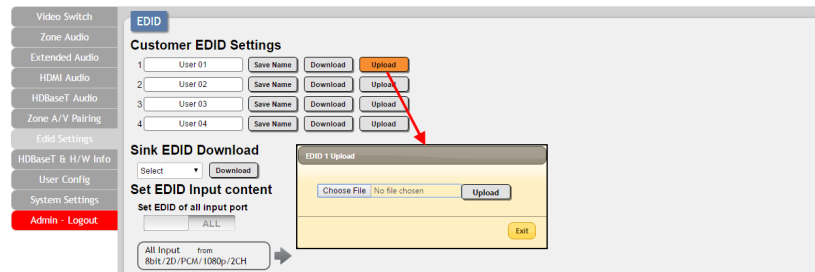 Video Switch
Zone Audio
Extended Audio
HDMI Audio
HDBaseT Audio
Zone A/V Pairing
Edid Settings
HDBaseT & H/W Info
User Config
System Settings
Admin - Logout
EDID
Customer EDID Settings
1 User 01 Save Name Download Upload
2 User 02 Save Name Download Upload
3 User 03 Save Name Download Upload
4 User 04 Save Name Download Upload
Sink EDID Download
Select Download
Set EDID Input content
Set EDID of all input port
ALL
All Input from
8bit/2D/PCM/1080p/2CH
EDID 1 Upload
Choose File No file chosen Upload
Exit